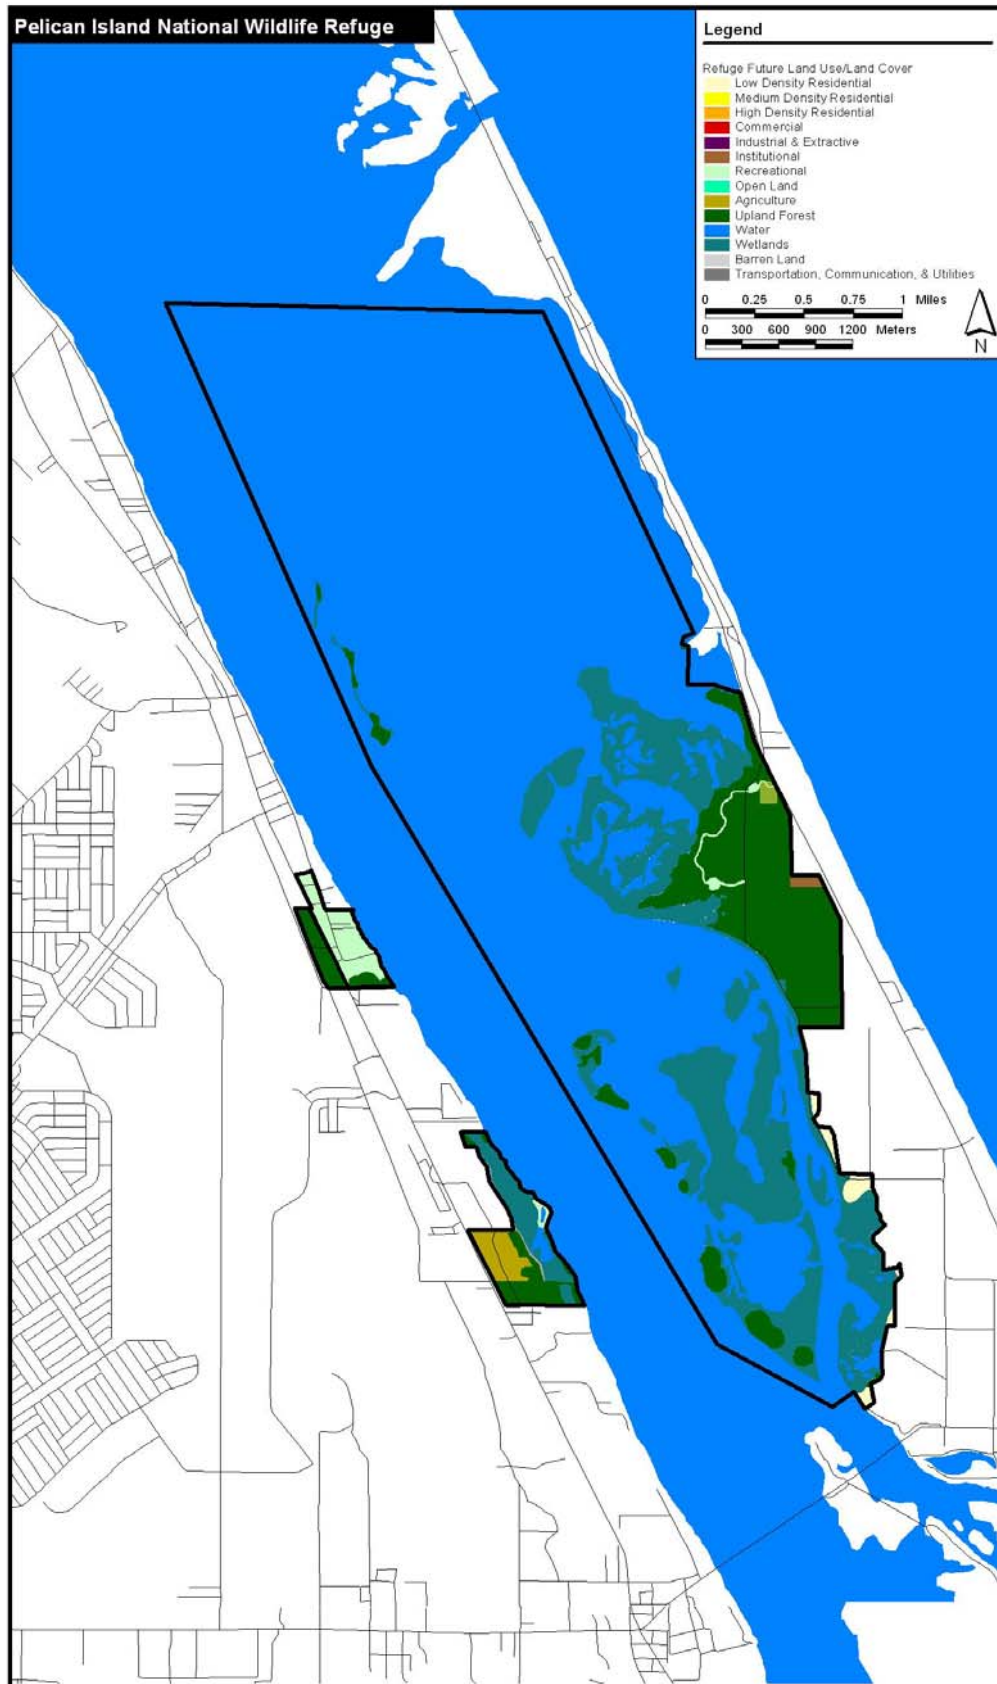 Pelican Island National Wildlife Refuge
Legend
Refuge Future Land Use/Land Cover
Low Density Residential
Medium Density Residential
High Density Residential
Commercial
Industrial & Extractive
Institutional
Recreational
Open Land
Agriculture
Upland Forest
Water
Wetlands
Barren Land
Transportation, Communication, & Utilities
0 0.25 0.5 0.75 1 Miles
0 300 600 900 1200 Meters
N